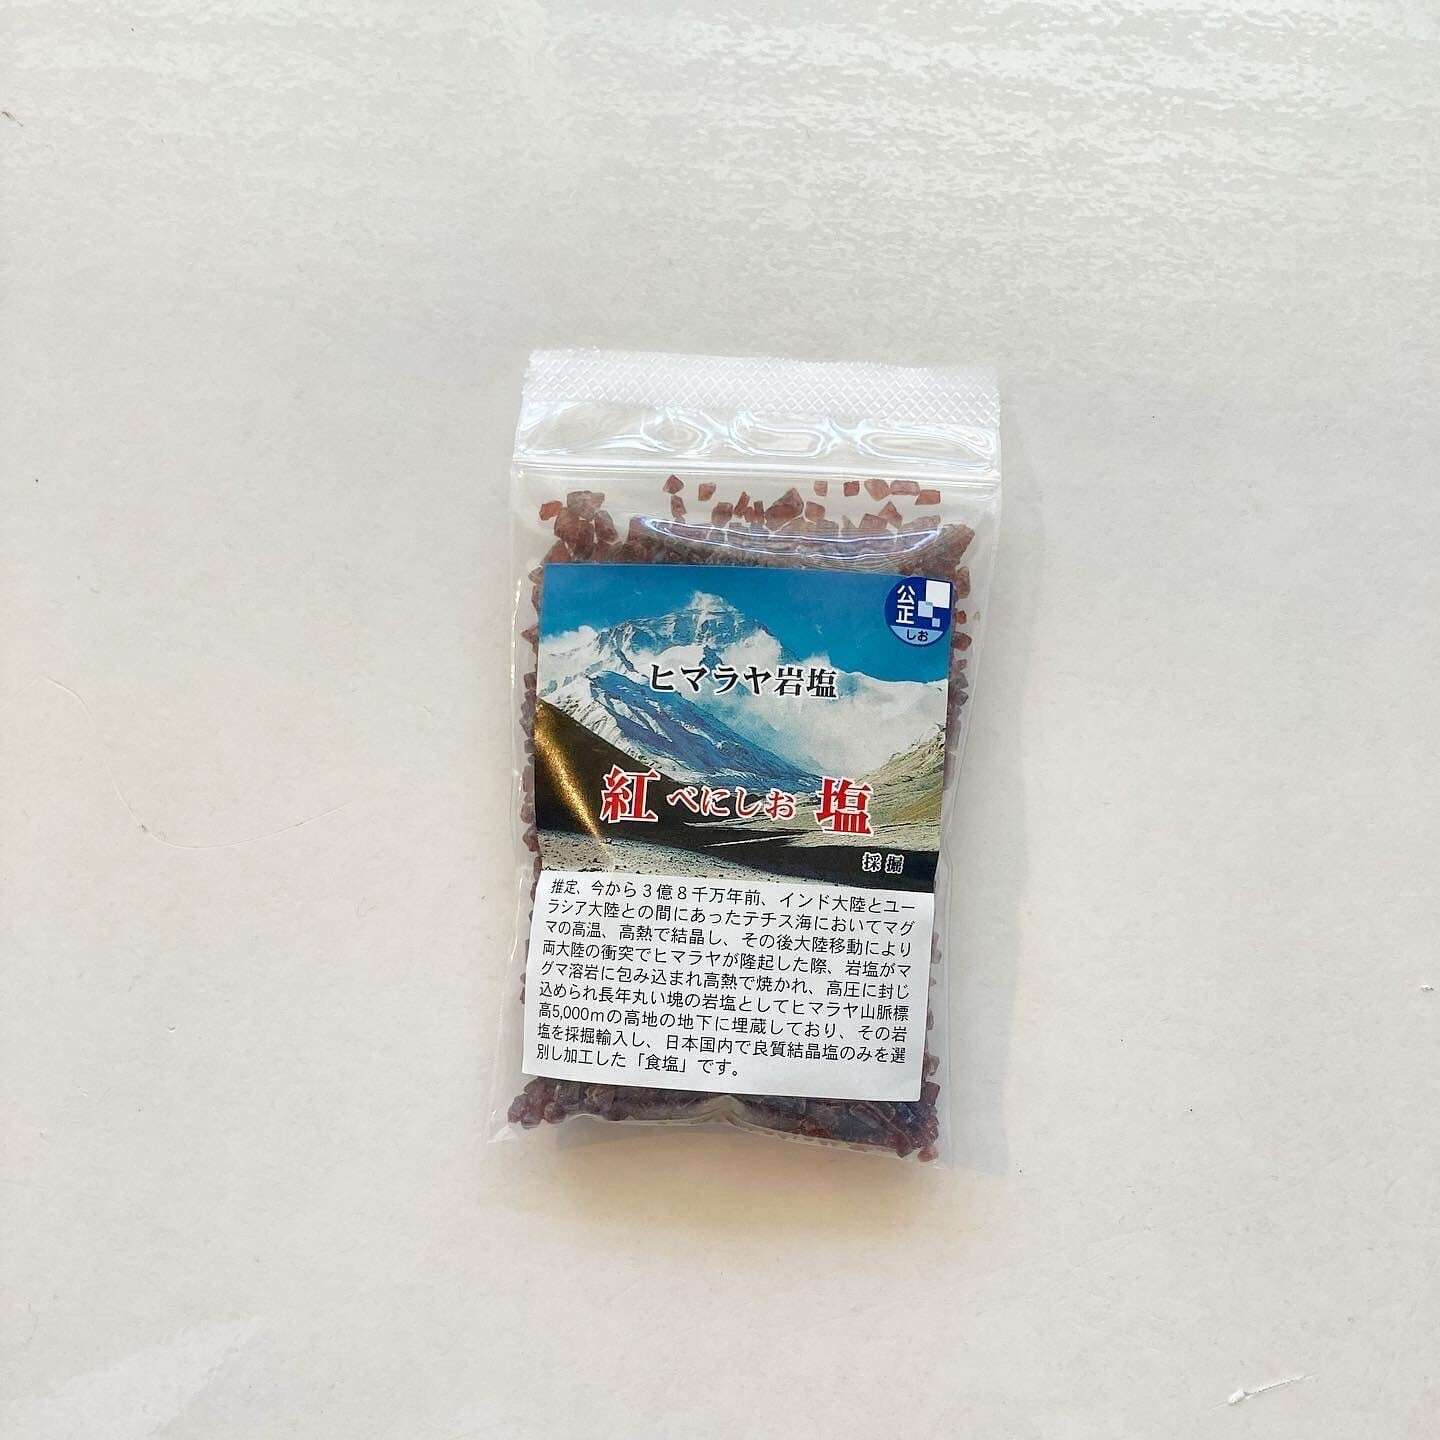 公正
しお
ヒマラヤ岩塩
紅 べにしお 塩
採掘
推定、今から３億８千万年前、インド大陸とユー
ラシア大陸との間にあったテチス海においてマグ
マの高温、高熱で結晶し、その後大陸移動により
両大陸の衝突でヒマラヤが隆起した際、岩塩がマ
グマ溶岩に包み込まれ高熱で焼かれ、高圧に封じ
込められ長年丸い塊の岩塩としてヒマラヤ山脈標
高5,000mの高地の地下に埋蔵しており、その岩
塩を採掘輸入し、日本国内で良質結晶塩のみを選
別し加工した「食塩」です。